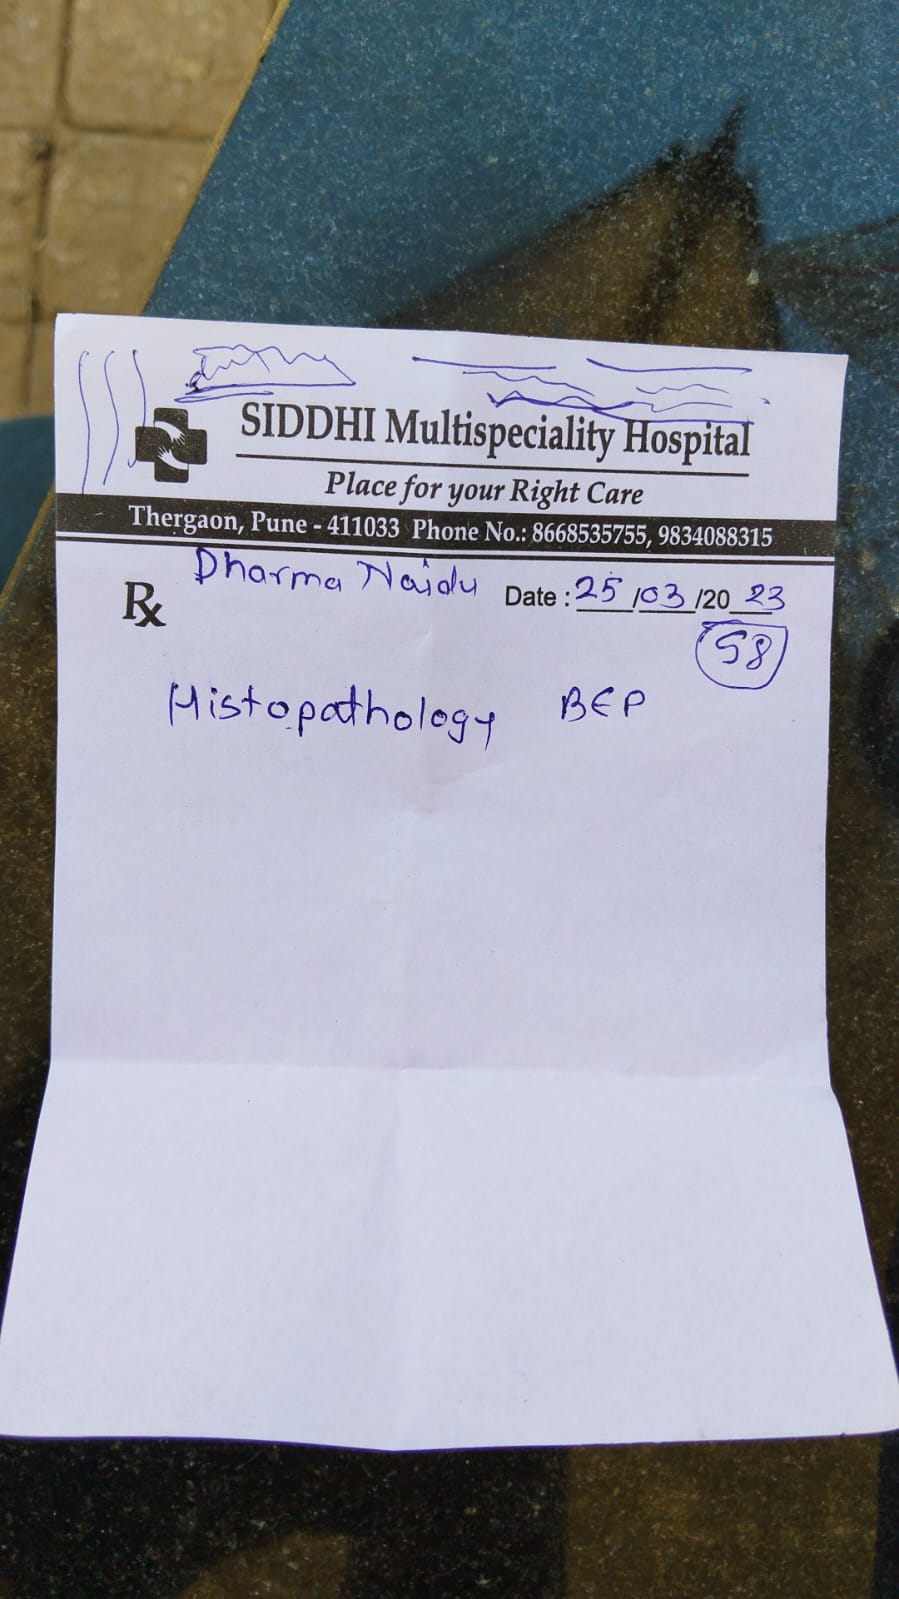 SIDDHI Multispeciality Hospital
Place for your Right Care
Thergaon, Pune - 411033 Phone No.: 8668535755, 9834088315
Dharma Naidu
Rx Date : 25/03/2023
58
Histopathology BEP